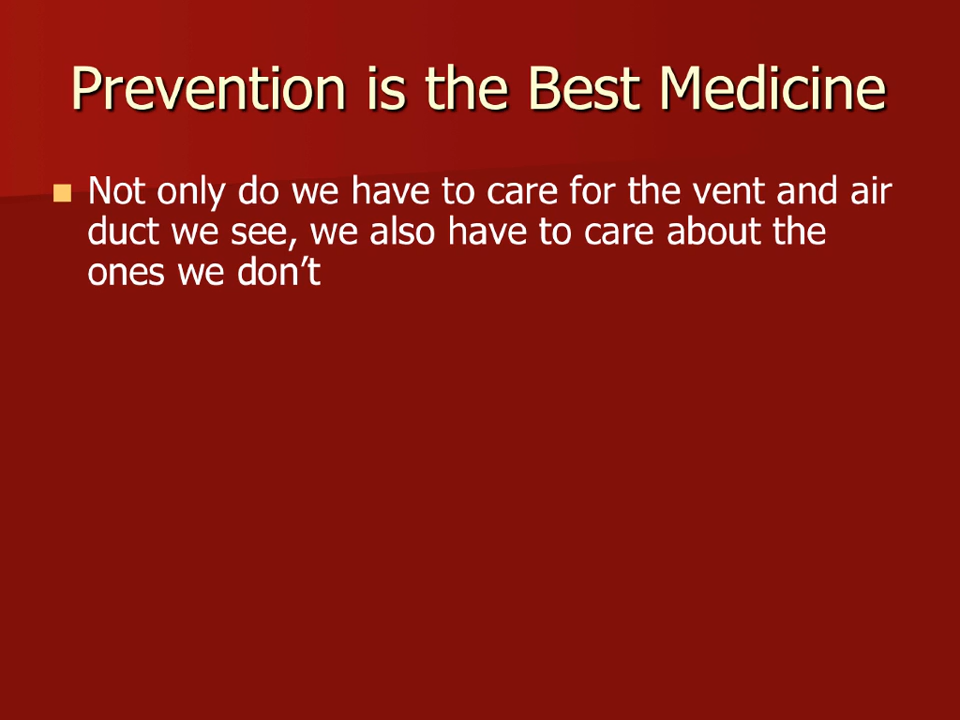 Prevention is the Best Medicine
Not only do we have to care for the vent and air
duct we see, we also have to care about the
ones we don’t